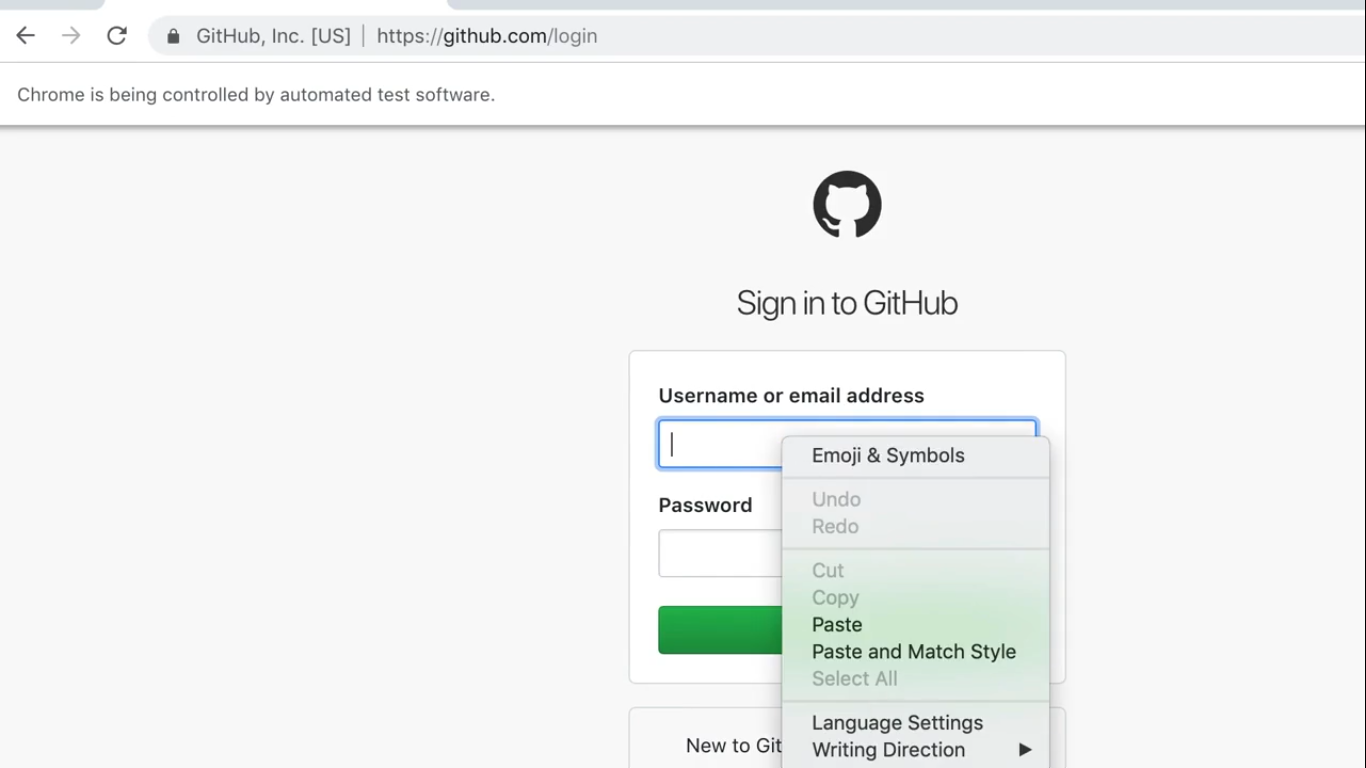 GitHub, Inc. [US] | https://github.com/login
Chrome is being controlled by automated test software.
Sign in to GitHub
Username or email address
Emoji & Symbols
Undo
Password
Redo
Cut
Copy
Paste
Paste and Match Style
Select All
Language Settings
New to Git
Writing Direction